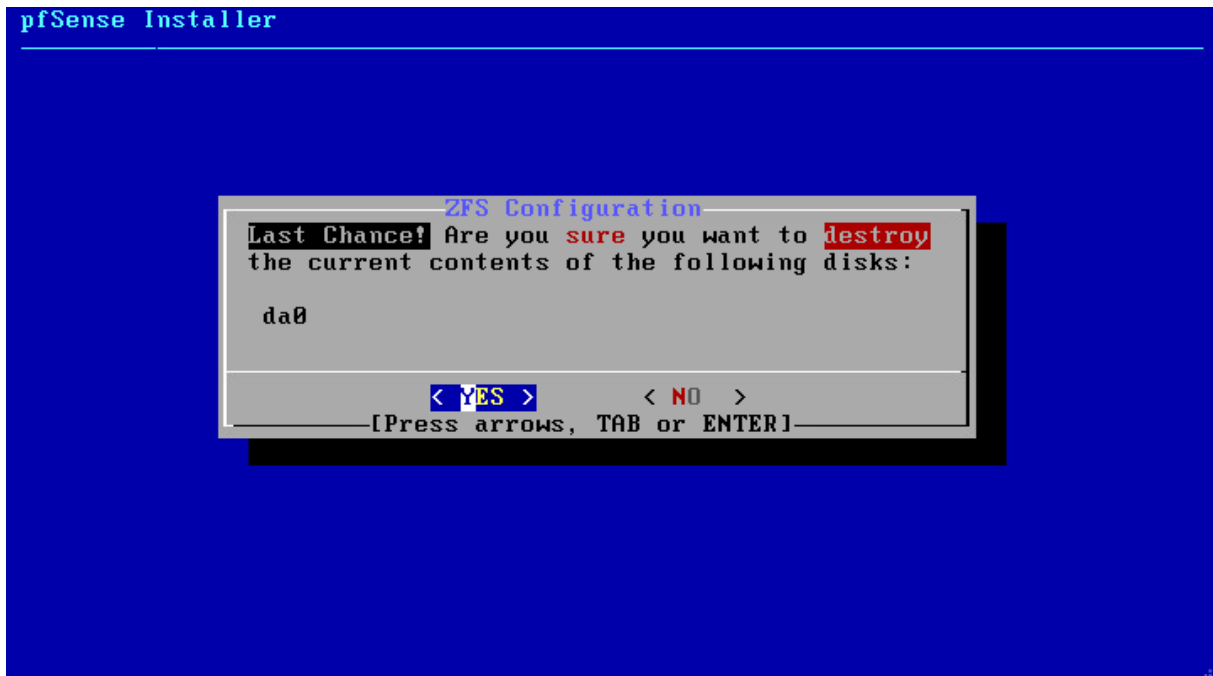 pfSense Installer
ZFS Configuration
Last Chance! Are you sure you want to destroy
the current contents of the following disks:
da0
< YES > < NO >
[Press arrows, TAB or ENTER]